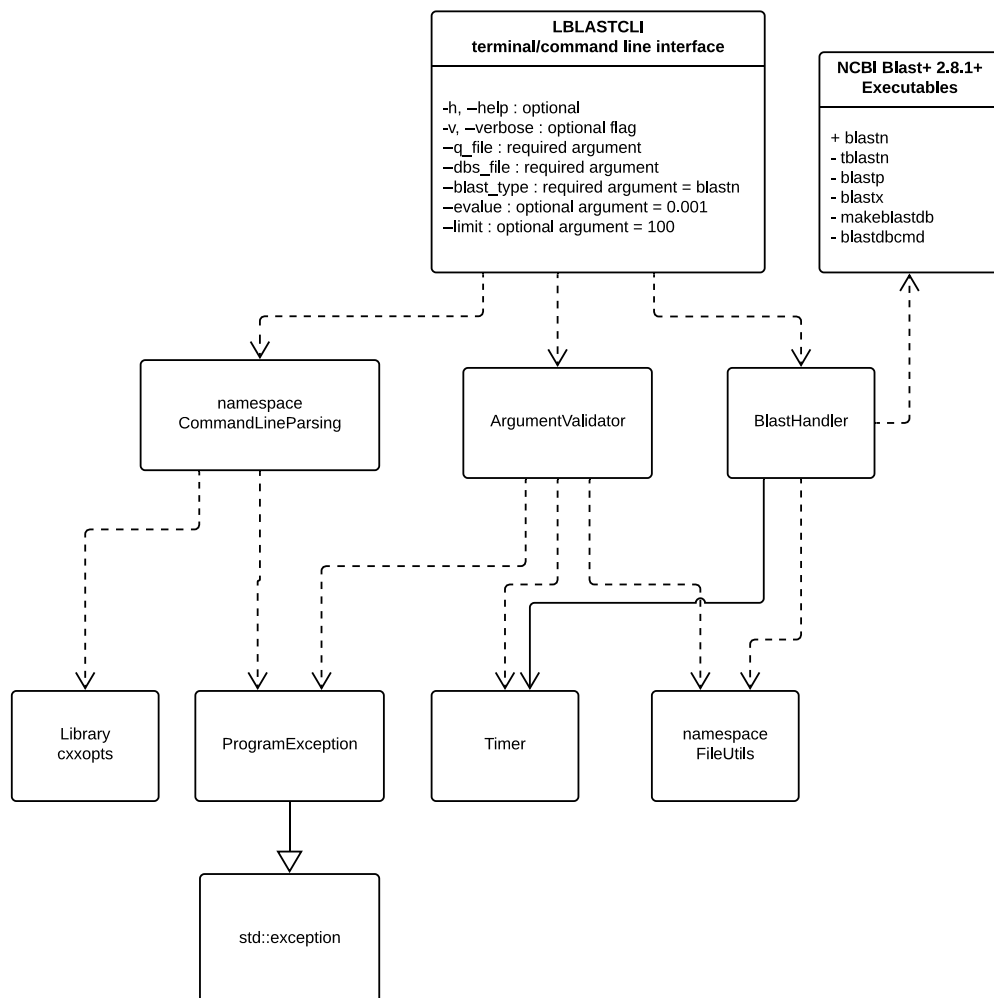 LBLASTCLI
terminal/command line interface
-h, –help : optional
-v, –verbose : optional flag
–q_file : required argument
–dbs_file : required argument
–blast_type : required argument = blastn
–evalue : optional argument = 0.001
–limit : optional argument = 100
NCBI Blast+ 2.8.1+
Executables
+ blastn
- tblastn
- blastp
- blastx
- makeblastdb
- blastdbcmd
namespace
CommandLineParsing
ArgumentValidator
BlastHandler
Library
cxxopts
ProgramException
Timer
namespace
FileUtils
std::exception